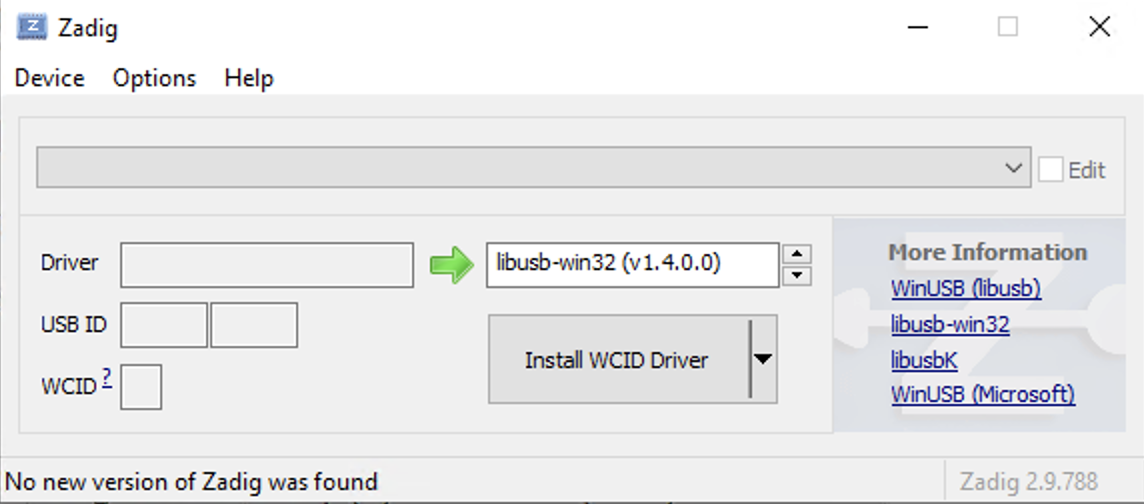 Zadig
Device Options Help
Edit
Driver
libusb-win32 (v1.4.0.0)
USB ID
WCID ?
Install WCID Driver
More Information
WinUSB (libusb)
libusb-win32
libusbK
WinUSB (Microsoft)
No new version of Zadig was found
Zadig 2.9.788